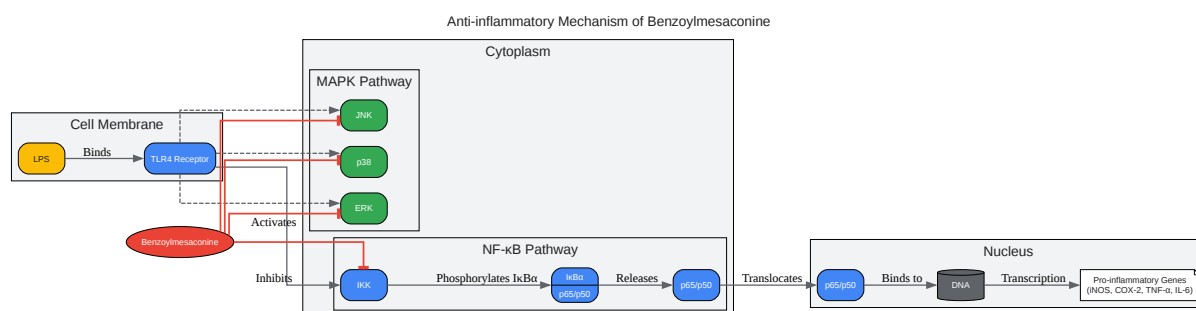 Anti-inflammatory Mechanism of Benzoylmesaconine
Cytoplasm
MAPK Pathway
JNK
Cell Membrane
LPS
Binds
TLR4 Receptor
p38
ERK
Activates
Benzoylmesaconine
NF-κB Pathway
Nucleus
Inhibits
IKK
Phosphorylates IκBα
IκBα
p65/p50
Releases
p65/p50
Translocates
p65/p50
Binds to
DNA
Transcription
Pro-inflammatory Genes
(iNOS, COX-2, TNF-α, IL-6)